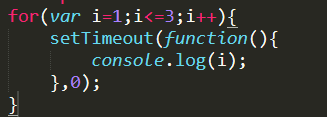 for(var i=1;i<=3;i++){
    setTimeout(function(){
        console.log(i);
    },0);
}